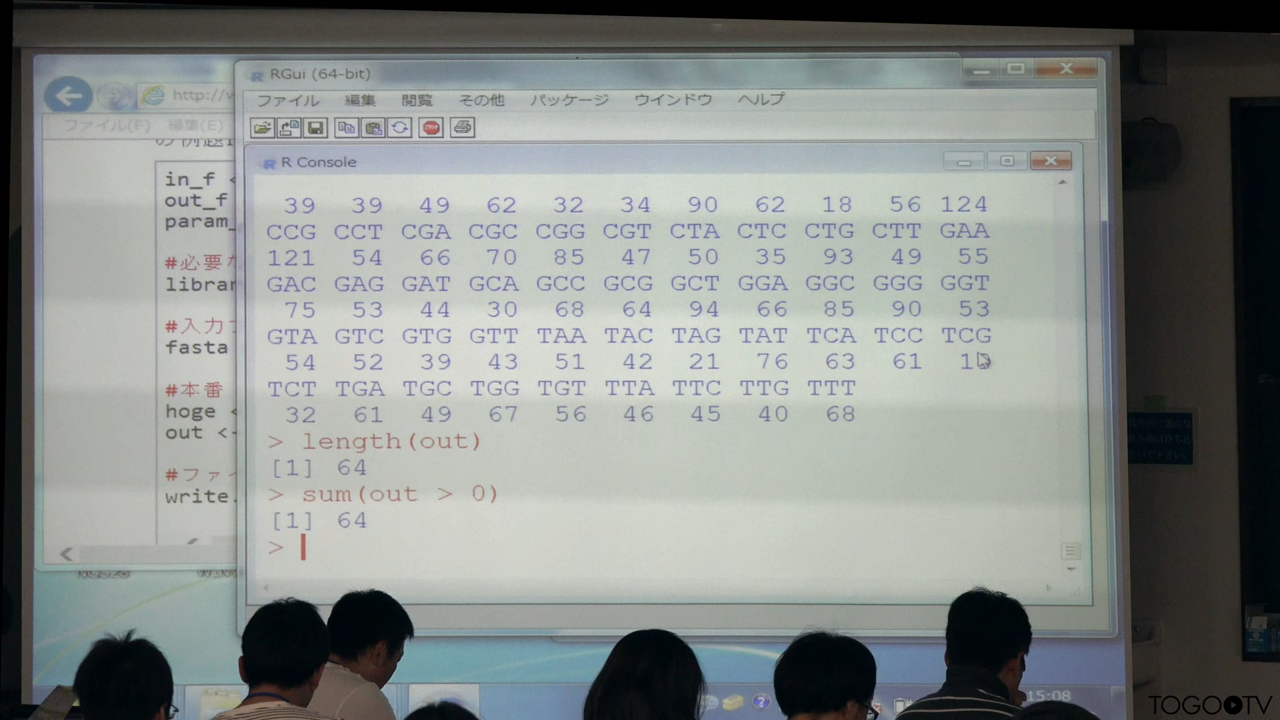 RGui (64-bit)
http://w
ファイル 編集 閲覧 その他 パッケージ ウインドウ ヘルプ
ファイル(F) 編集(E)
R Console
in_f <
out_f
param_
#必要な
librar
#入力フ
fasta
#本番
hoge <
out <-
#ファイ
write.
39 39 49 62 32 34 90 62 18 56 124
CCG CCT CGA CGC CGG CGT CTA CTC CTG CTT GAA
121 54 66 70 85 47 50 35 93 49 55
GAC GAG GAT GCA GCC GCG GCT GGA GGC GGG GGT
75 53 44 30 68 64 94 66 85 90 53
GTA GTC GTG GTT TAA TAC TAG TAT TCA TCC TCG
54 52 39 43 51 42 21 76 63 61
TCT TGA TGC TGG TGT TTA TTC TTG TTT
32 61 49 67 56 46 45 40 68
> length(out)
[1] 64
> sum(out > 0)
[1] 64
>
15:08
TOGOTV